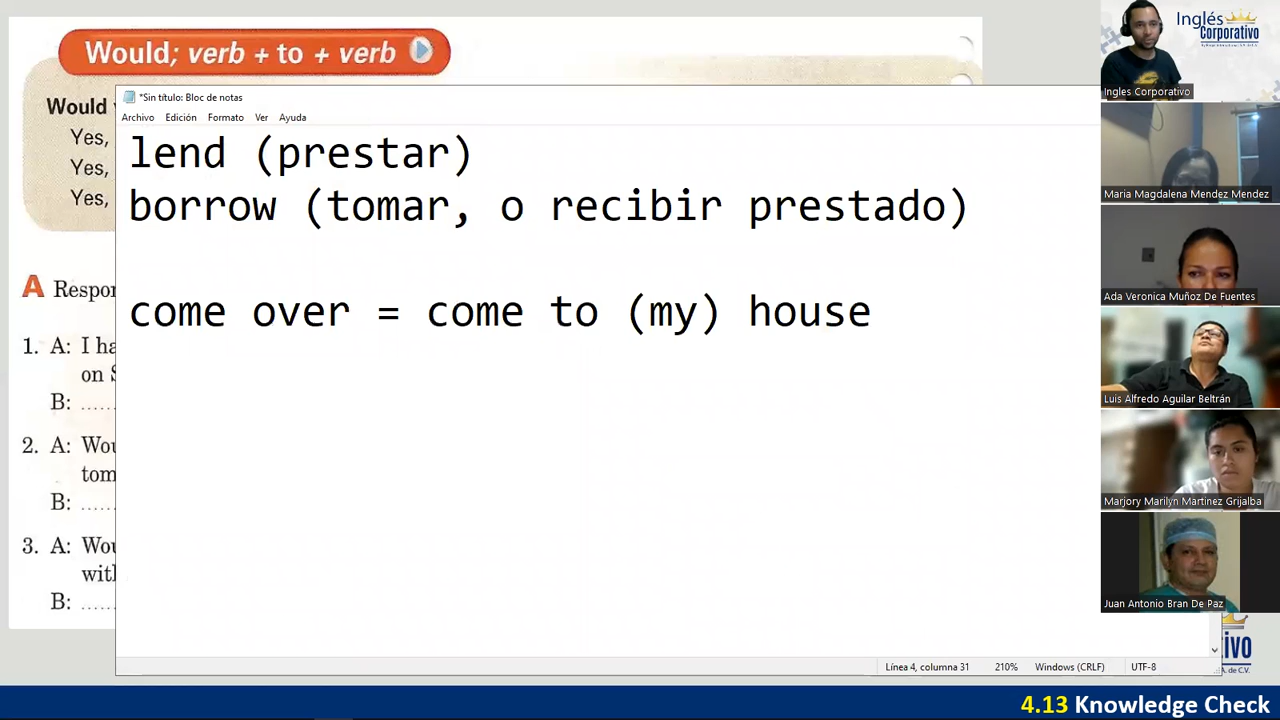 Would; verb + to + verb
Would
Yes,
Yes,
Yes,
*Sin título: Bloc de notas
Archivo Edición Formato Ver Ayuda
lend (prestar)
borrow (tomar, o recibir prestado)
come over = come to (my) house
A Respor
1. A: I ha
on S
B: ......
2. A: Wou
tom
B: ......
3. A: Wou
with
B: ......
Línea 4, columna 31 210% Windows (CRLF) UTF-8
Inglés
Corporativo
Ingles Corporativo
Maria Magdalena Mendez Mendez
Ada Veronica Muñoz De Fuentes
Luis Alfredo Aguilar Beltrán
Marjory Marilyn Martinez Grijalba
Juan Antonio Bran De Paz
ivo
A. de C.V.
4.13 Knowledge Check